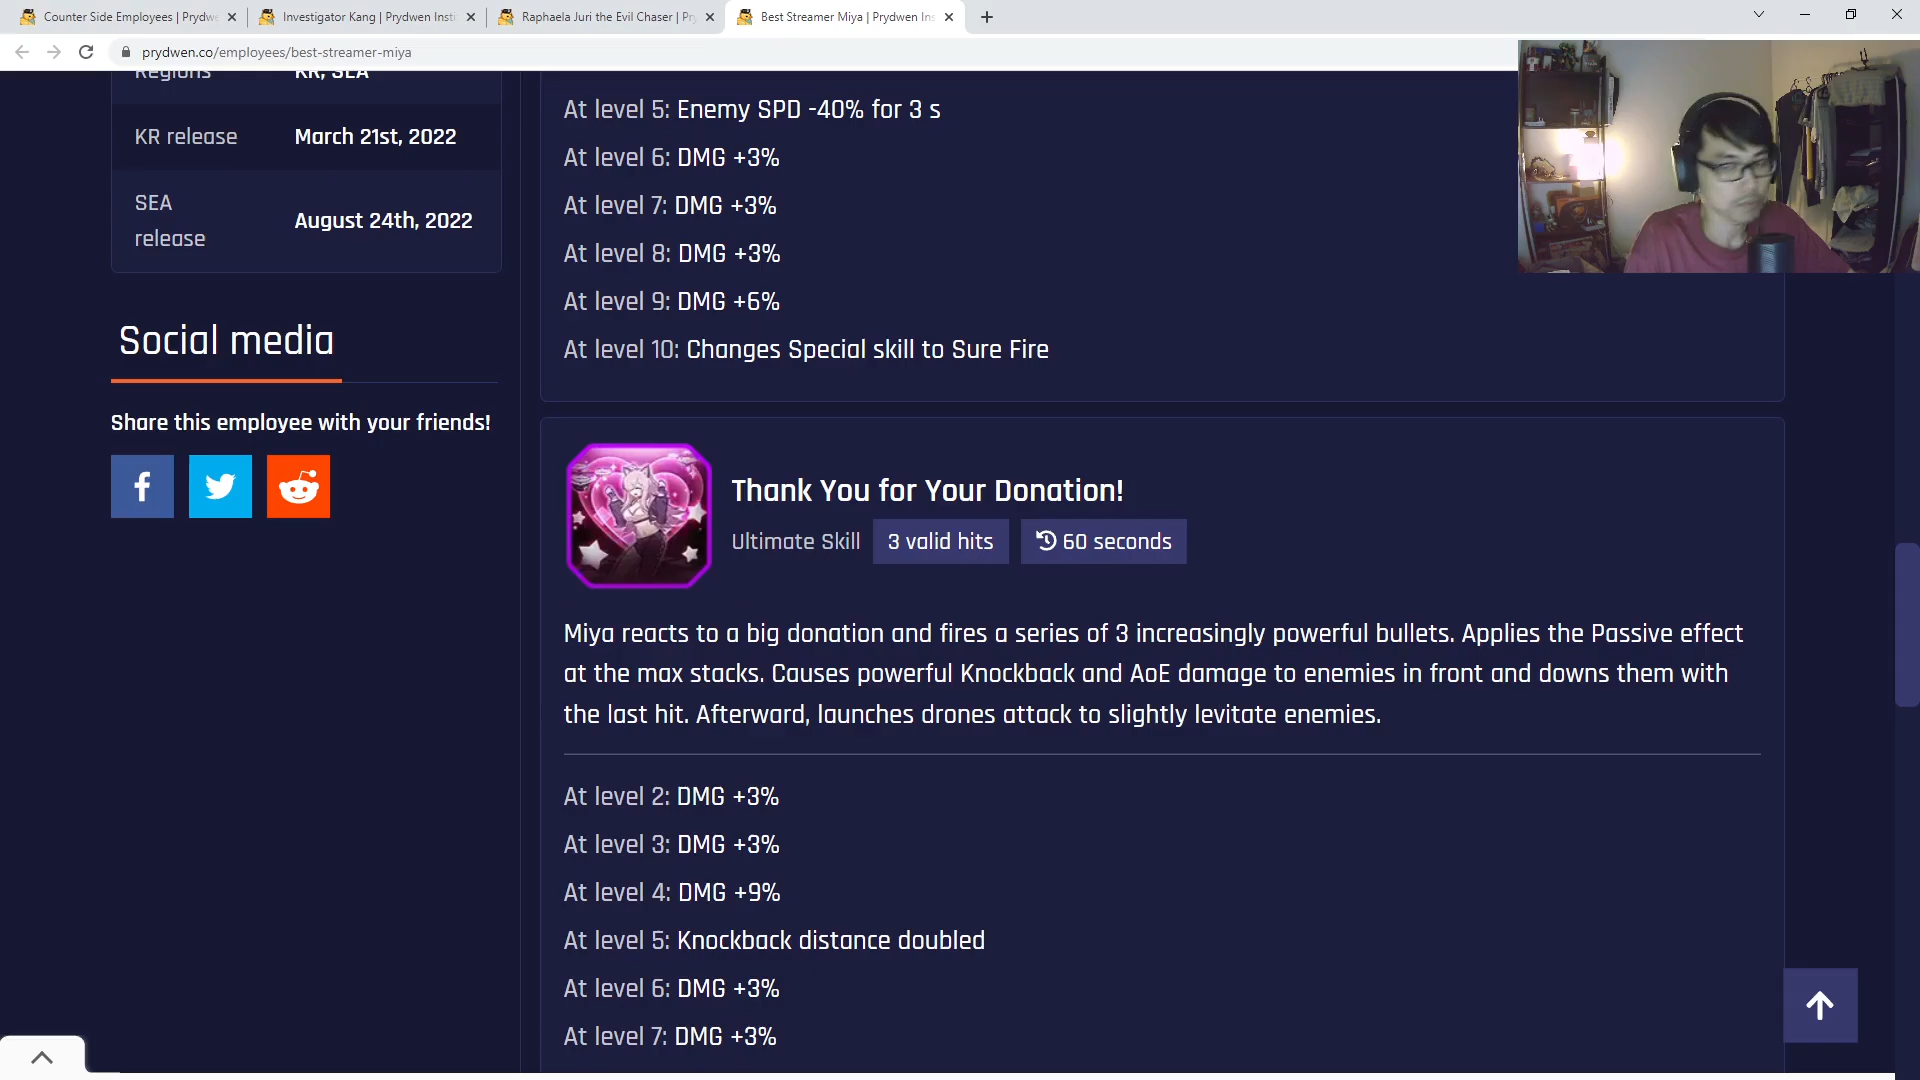 Counter Side Employees | Prydwe
Investigator Kang | Prydwen Insti
Raphaela Juri the Evil Chaser | Pr
Best Streamer Miya | Prydwen Ins
prydwen.co/employees/best-streamer-miya
Regions KR, SEA
KR release March 21st, 2022
SEA
release August 24th, 2022
Social media
Share this employee with your friends!
At level 5: Enemy SPD -40% for 3 s
At level 6: DMG +3%
At level 7: DMG +3%
At level 8: DMG +3%
At level 9: DMG +6%
At level 10: Changes Special skill to Sure Fire
Thank You for Your Donation!
Ultimate Skill 3 valid hits 60 seconds
Miya reacts to a big donation and fires a series of 3 increasingly powerful bullets. Applies the Passive effect
at the max stacks. Causes powerful Knockback and AoE damage to enemies in front and downs them with
the last hit. Afterward, launches drones attack to slightly levitate enemies.
At level 2: DMG +3%
At level 3: DMG +3%
At level 4: DMG +9%
At level 5: Knockback distance doubled
At level 6: DMG +3%
At level 7: DMG +3%